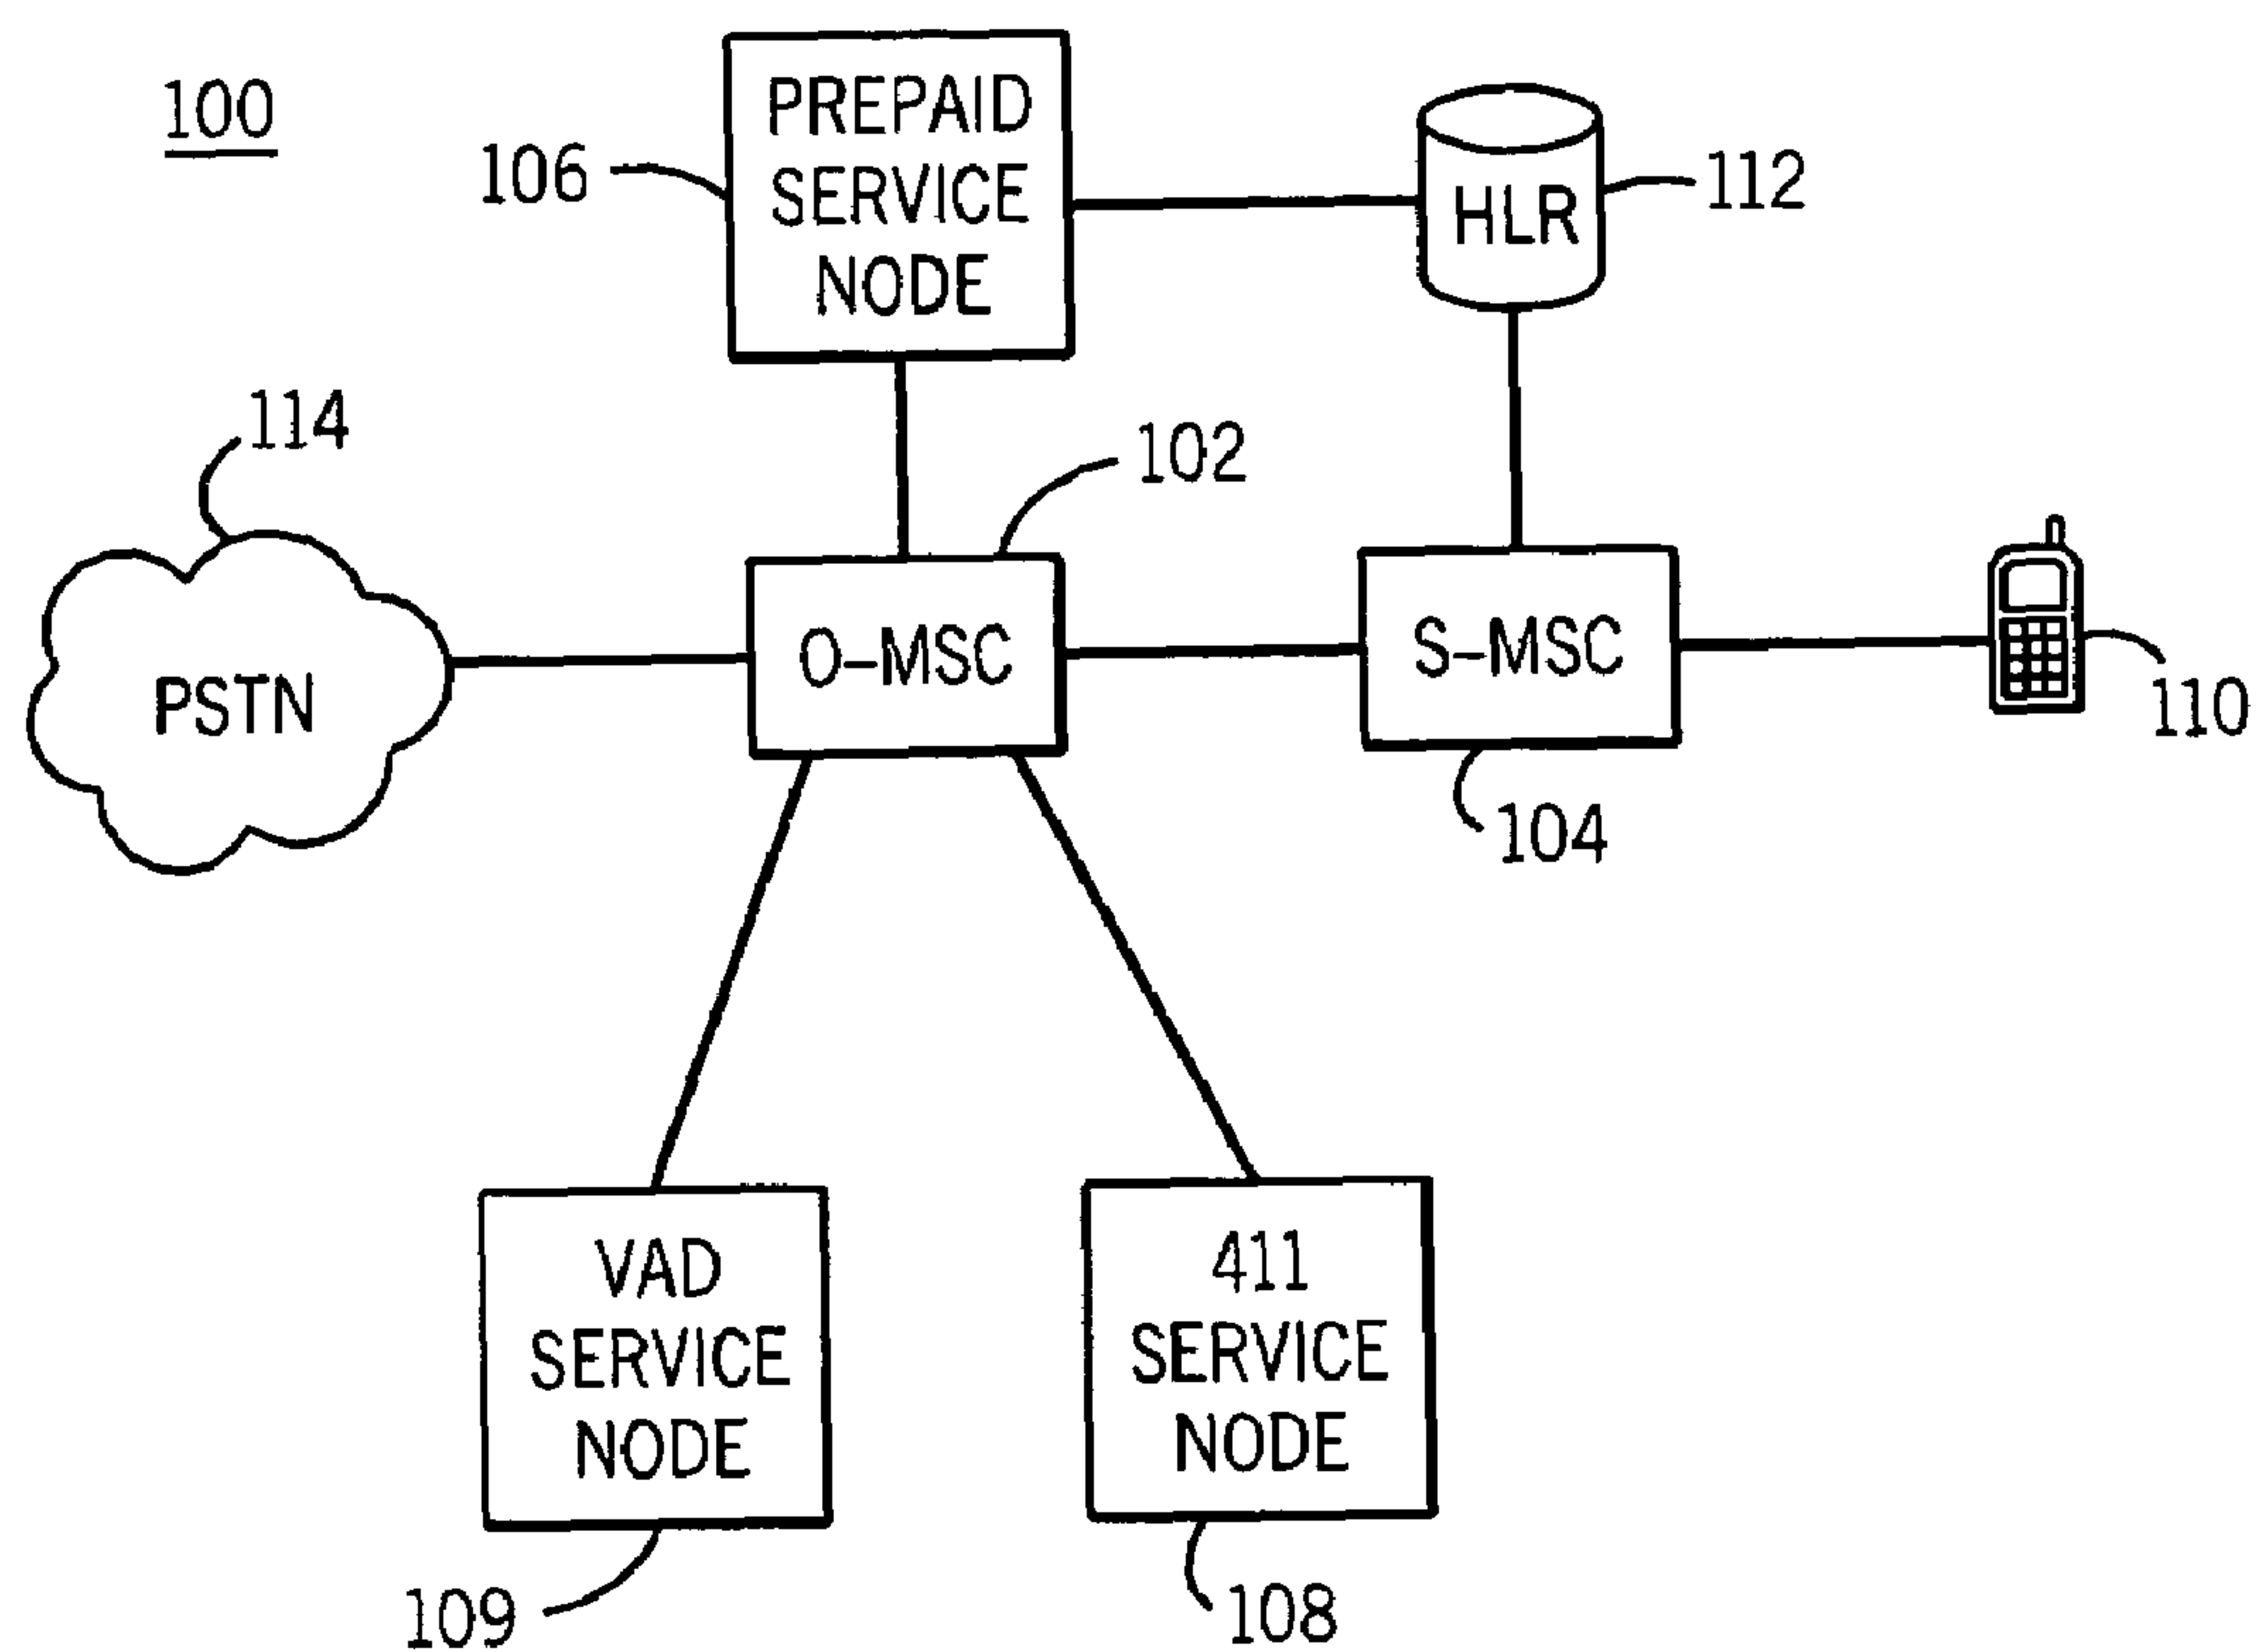 100
PREPAID
SERVICE
NODE
106
HLR
112
114
102
PSTN
O-MSC
S-MSC
110
104
VAD
SERVICE
NODE
411
SERVICE
NODE
109
108